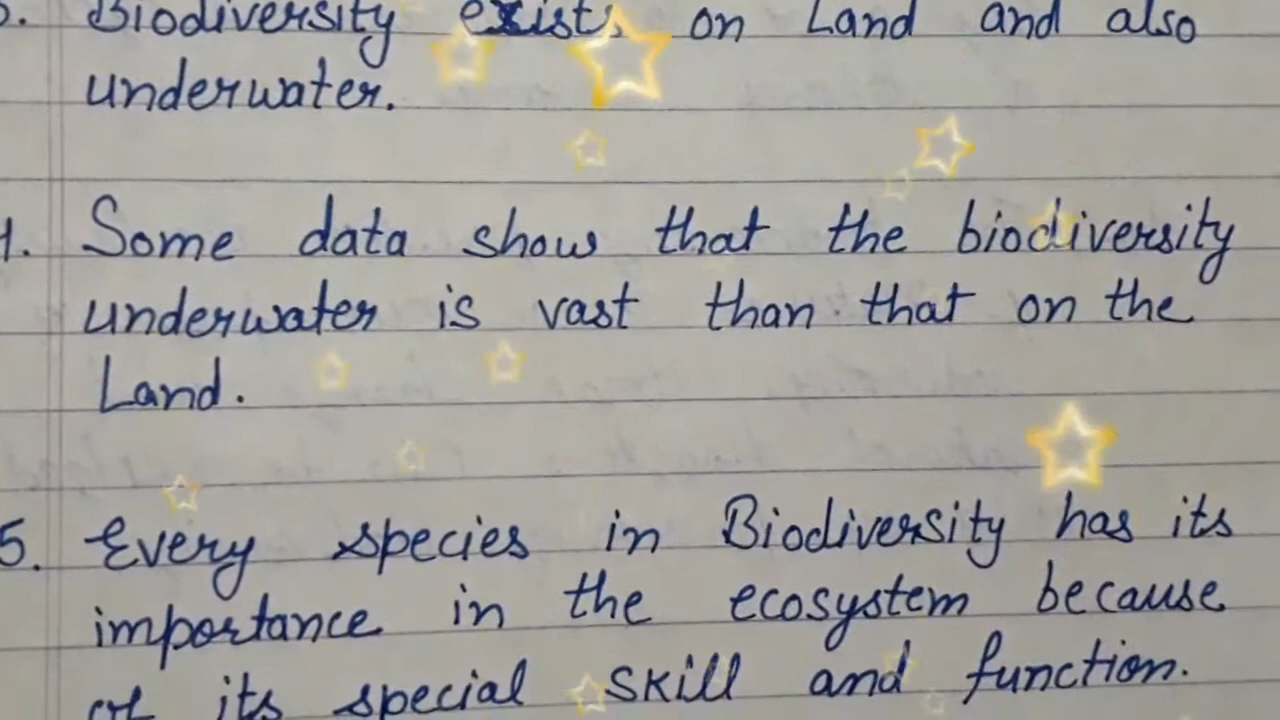 3. Biodiversity exists on Land and also
underwater.
4. Some data show that the biodiversity
underwater is vast than that on the
Land.
5. Every species in Biodiversity has its
importance in the ecosystem because
of its special skill and function.